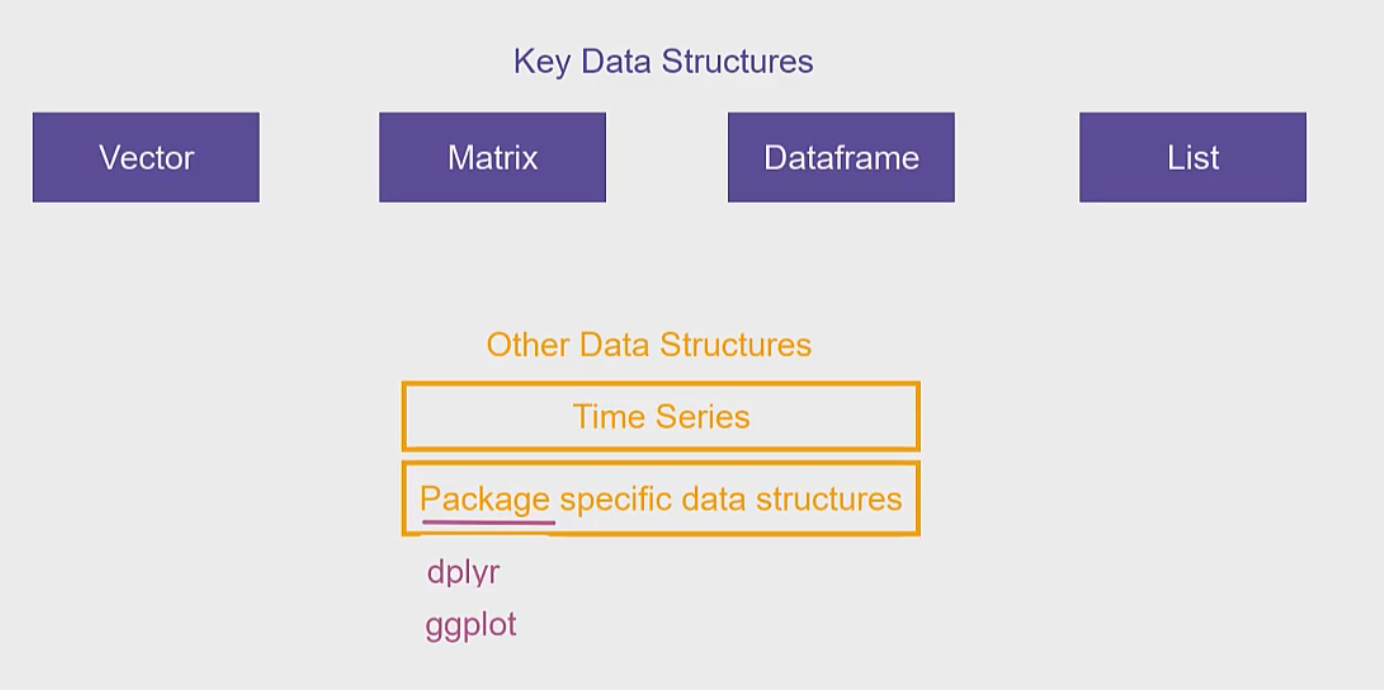 Key Data Structures
Vector Matrix Dataframe List
Other Data Structures
Time Series
Package specific data structures
dplyr
ggplot